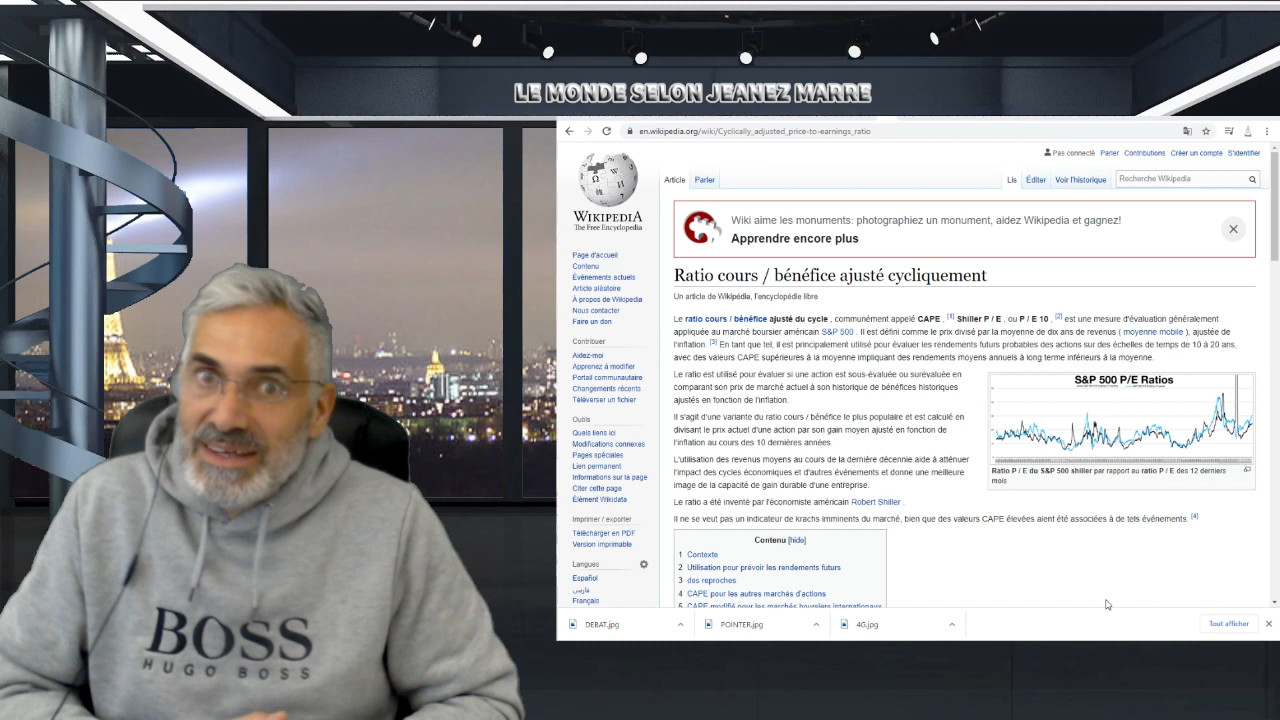 LE MONDE SELON JEANEZ MARRE
en.wikipedia.org/wiki/Cyclically_adjusted_price-to-earnings_ratio
Pas connecté Parler Contributions Créer un compte S'identifier
Article Parler Lis Éditer Voir l'historique Recherche Wikipedia
WIKIPEDIA
The Free Encyclopedia
Wiki aime les monuments: photographiez un monument, aidez Wikipedia et gagnez!
Apprendre encore plus
Page d'accueil
Contenu
Événements actuels
Article aléatoire
À propos de Wikipedia
Nous contacter
Faire un don
Contribuer
Aidez-moi
Apprenez à modifier
Portail communautaire
Changements récents
Téléverser un fichier
Outils
Quels liens ici
Modifications connexes
Pages spéciales
Lien permanent
Informations sur la page
Citer cette page
Élément Wikidata
Imprimer / exporter
Télécharger en PDF
Version imprimable
Langues
Español
فارسی
Français
Ratio cours / bénéfice ajusté cycliquement
Un article de Wikipédia, l'encyclopédie libre
Le ratio cours / bénéfice ajusté du cycle , communément appelé CAPE , [1] Shiller P / E , ou P / E 10 , [2] est une mesure d'évaluation généralement
appliquée au marché boursier américain S&P 500 . Il est défini comme le prix divisé par la moyenne de dix ans de revenus ( moyenne mobile ), ajustée de
l'inflation. [3] En tant que tel, il est principalement utilisé pour évaluer les rendements futurs probables des actions sur des échelles de temps de 10 à 20 ans,
avec des valeurs CAPE supérieures à la moyenne impliquant des rendements moyens annuels à long terme inférieurs à la moyenne.
Le ratio est utilisé pour évaluer si une action est sous-évaluée ou surévaluée en
comparant son prix de marché actuel à son historique de bénéfices historiques
ajustés en fonction de l'inflation.
Il s'agit d'une variante du ratio cours / bénéfice le plus populaire et est calculé en
divisant le prix actuel d'une action par son gain moyen ajusté en fonction de
l'inflation au cours des 10 dernières années.
L'utilisation des revenus moyens au cours de la dernière décennie aide à atténuer
l'impact des cycles économiques et d'autres événements et donne une meilleure
image de la capacité de gain durable d'une entreprise.
Le ratio a été inventé par l'économiste américain Robert Shiller .
Il ne se veut pas un indicateur de krachs imminents du marché, bien que des valeurs CAPE élevées aient été associées à de tels événements. [4]
S&P 500 P/E Ratios
Ratio P / E du S&P 500 shiller par rapport au ratio P / E des 12 derniers
mois
Contenu [hide]
1 Contexte
2 Utilisation pour prévoir les rendements futurs
3 des reproches
4 CAPE pour les autres marchés d'actions
5 CAPE modifié pour les marchés boursiers internationaux
DEBAT.jpg POINTER.jpg 4G.jpg Tout afficher
BOSS
HUGO BOSS